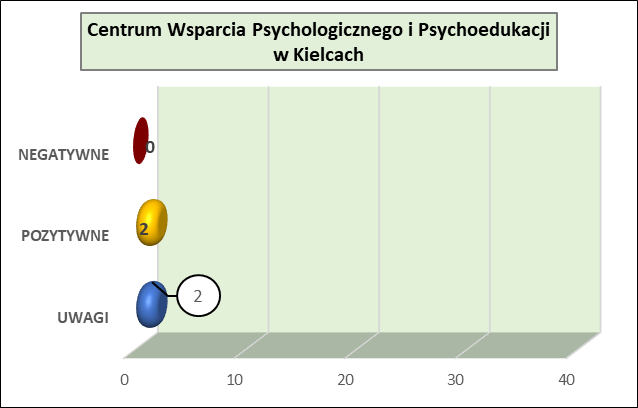 Centrum Wsparcia Psychologicznego i Psychoedukacji
w Kielcach
NEGATYWNE
0
POZYTYWNE
2
UWAGI
2
0 10 20 30 40